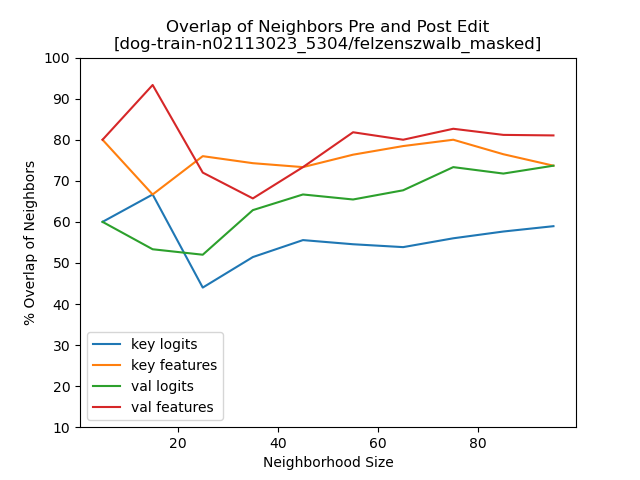 Overlap of Neighbors Pre and Post Edit
[dog-train-n02113023_5304/felzenszwalb_masked]
100
90
80
70
60
50
40
30
20
10
% Overlap of Neighbors
key logits
key features
val logits
val features
20 40 60 80
Neighborhood Size